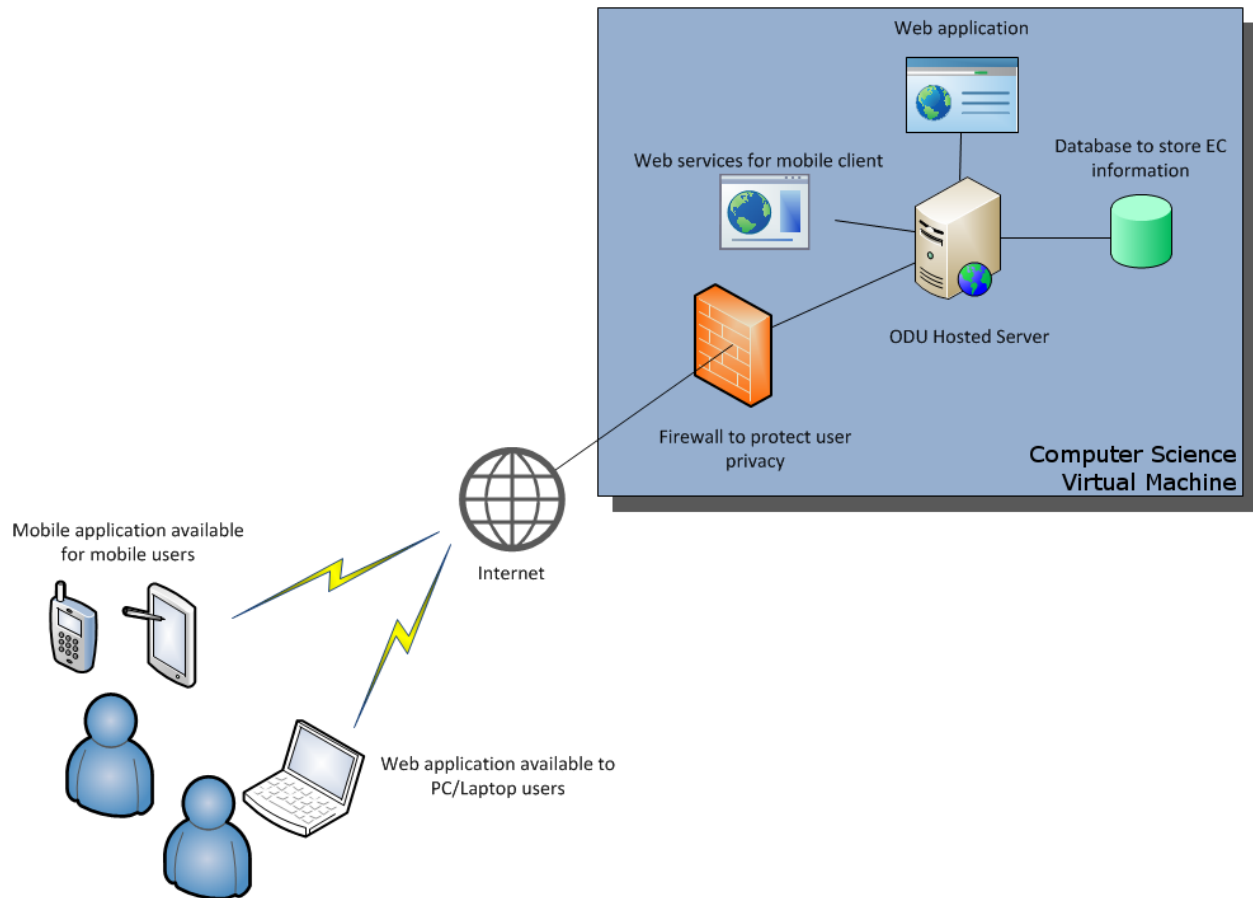 Web application
Database to store EC
information
Web services for mobile client
ODU Hosted Server
Firewall to protect user
privacy
Computer Science
Virtual Machine
Internet
Mobile application available
for mobile users
Web application available to
PC/Laptop users